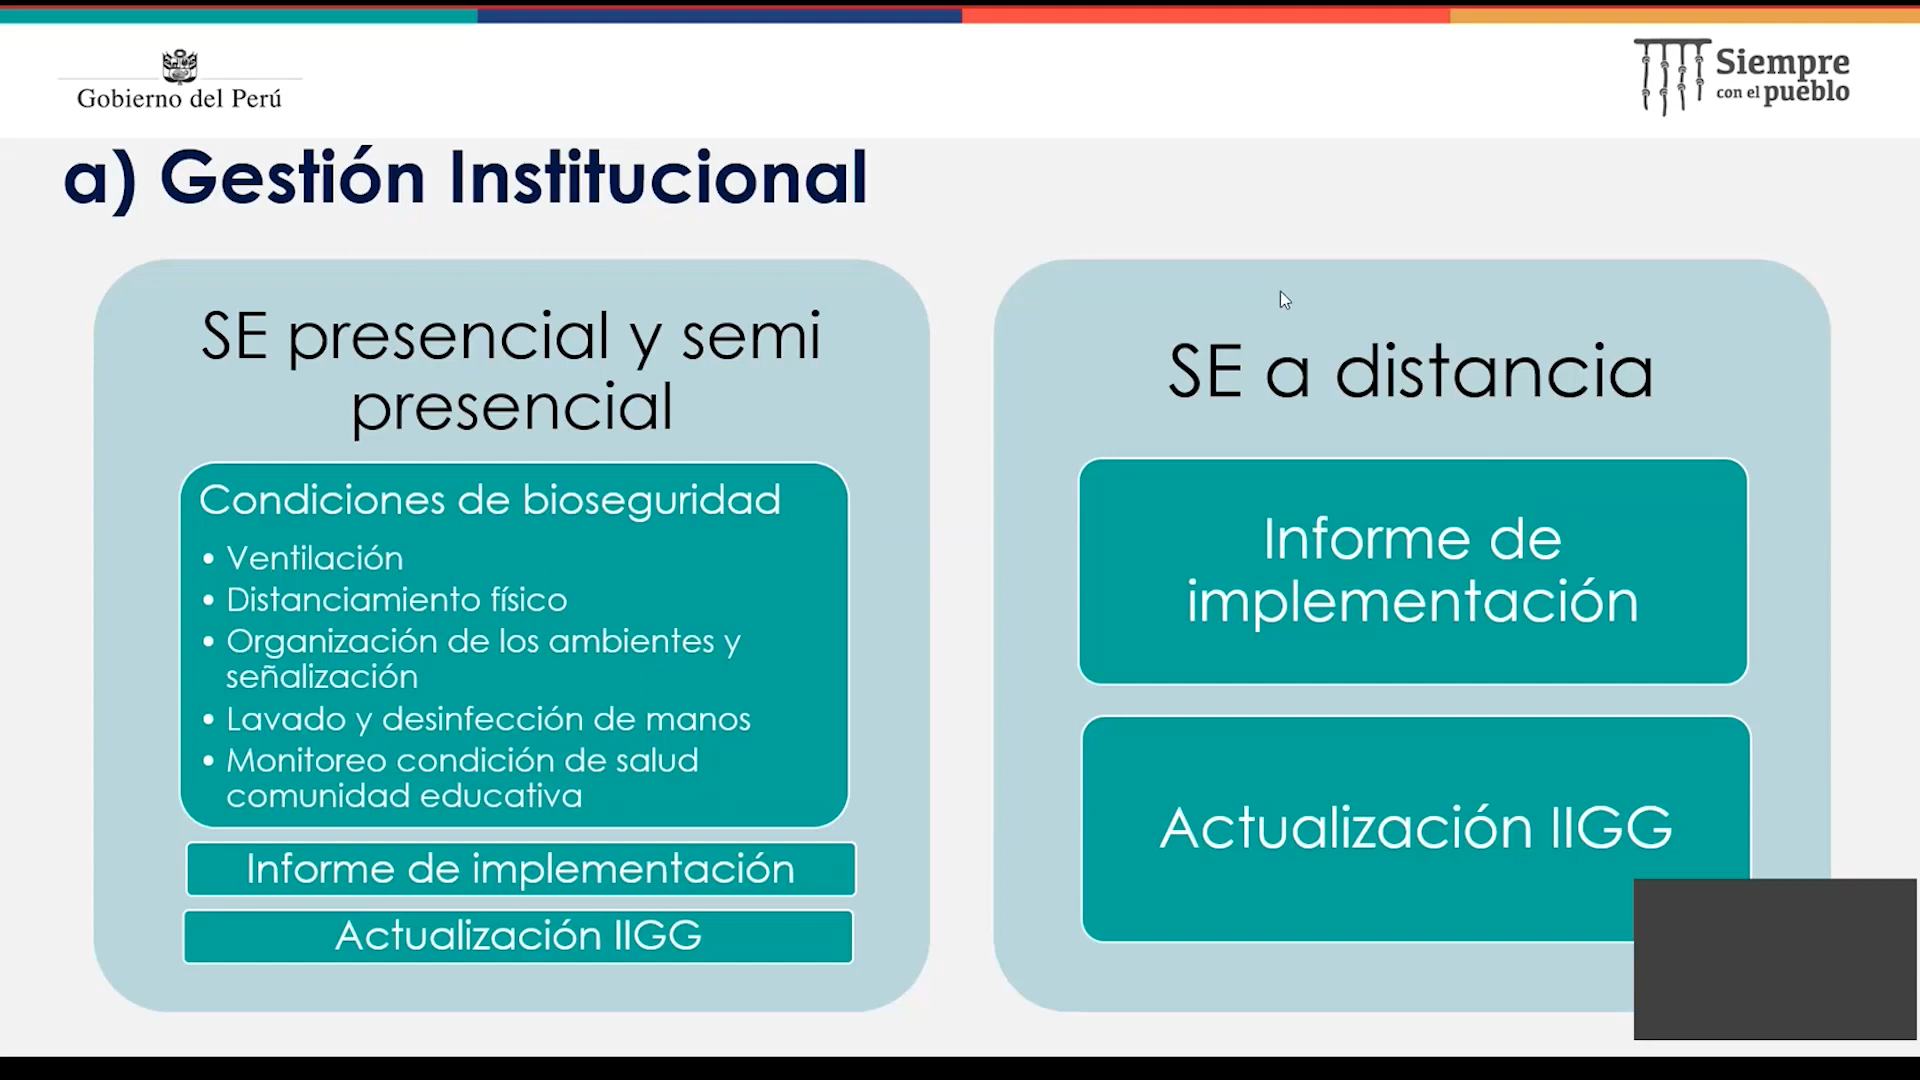 Gobierno del Perú
Siempre
con el pueblo
a) Gestión Institucional
SE presencial y semi
presencial
Condiciones de bioseguridad
• Ventilación
• Distanciamiento físico
• Organización de los ambientes y
señalización
• Lavado y desinfección de manos
• Monitoreo condición de salud
comunidad educativa
Informe de implementación
Actualización IIGG
SE a distancia
Informe de
implementación
Actualización IIGG